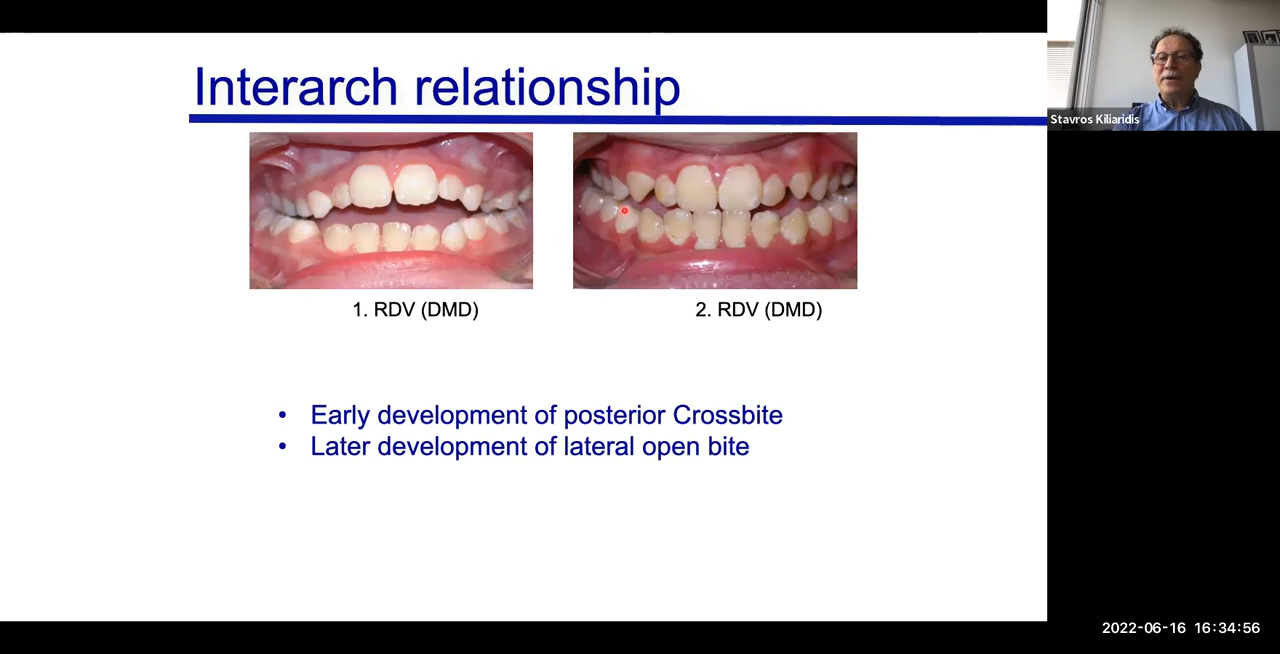 Interarch relationship
Stavros Kiliaridis
1. RDV (DMD)
2. RDV (DMD)
• Early development of posterior Crossbite
• Later development of lateral open bite
2022-06-16 16:34:56